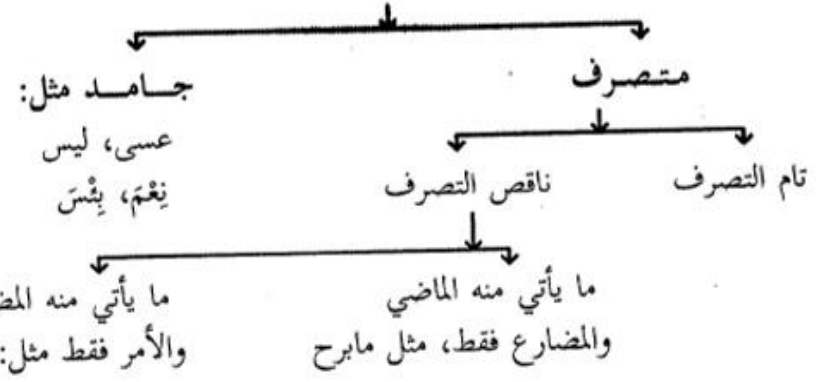 متصرف
جامد مثل:
عسى، ليس
نِعْمَ، بِئْسَ
تام التصرف
ناقص التصرف
ما يأتي منه الماضي
والمضارع فقط، مثل مابرح
ما يأتي منه
والأمر فقط مثل: